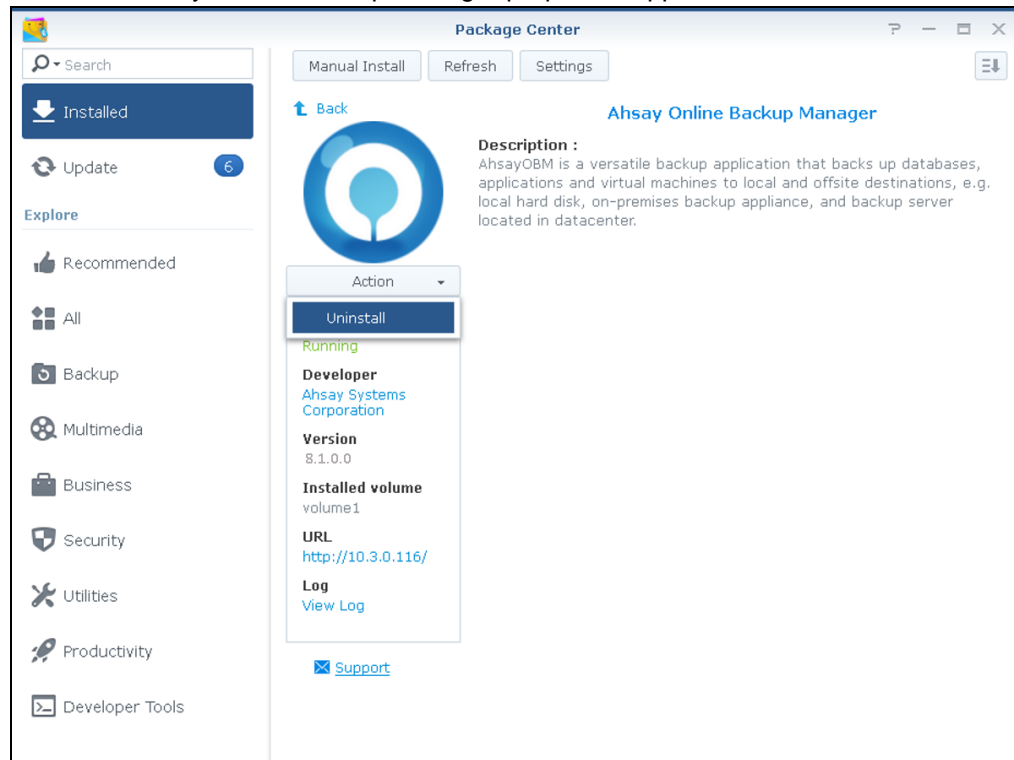 Package Center
Search
Manual Install
Refresh
Settings
Installed
Update
6
Explore
Recommended
All
Backup
Multimedia
Business
Security
Utilities
Productivity
Developer Tools
Back
Ahsay Online Backup Manager
Description :
AhsayOBM is a versatile backup application that backs up databases,
applications and virtual machines to local and offsite destinations, e.g.
local hard disk, on-premises backup appliance, and backup server
located in datacenter.
Action
Uninstall
Running
Developer
Ahsay Systems
Corporation
Version
8.1.0.0
Installed volume
volume1
URL
http://10.3.0.116/
Log
View Log
Support